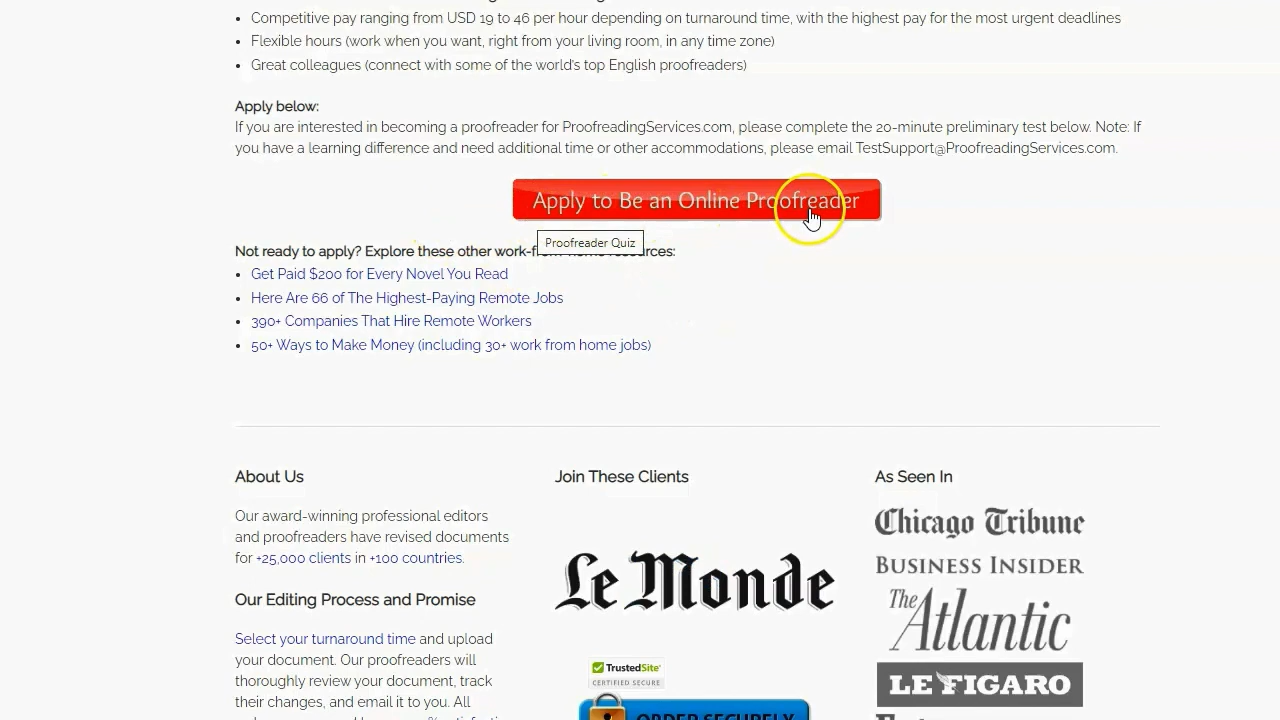 Competitive pay ranging from USD 19 to 46 per hour depending on turnaround time, with the highest pay for the most urgent deadlines
Flexible hours (work when you want, right from your living room, in any time zone)
Great colleagues (connect with some of the world's top English proofreaders)
Apply below:
If you are interested in becoming a proofreader for ProofreadingServices.com, please complete the 20-minute preliminary test below. Note: If
you have a learning difference and need additional time or other accommodations, please email TestSupport@ProofreadingServices.com.
Apply to Be an Online Proofreader
Proofreader Quiz
Not ready to apply? Explore these other work-from-home resources:
Get Paid $200 for Every Novel You Read
Here Are 66 of The Highest-Paying Remote Jobs
390+ Companies That Hire Remote Workers
50+ Ways to Make Money (including 30+ work from home jobs)
About Us
Our award-winning professional editors
and proofreaders have revised documents
for +25,000 clients in +100 countries.
Our Editing Process and Promise
Select your turnaround time and upload
your document. Our proofreaders will
thoroughly review your document, track
their changes, and email it to you. All
Join These Clients
Le Monde
TrustedSite
CERTIFIED SECURE
ORDER SECURELY
As Seen In
Chicago Tribune
BUSINESS INSIDER
The Atlantic
LE FIGARO